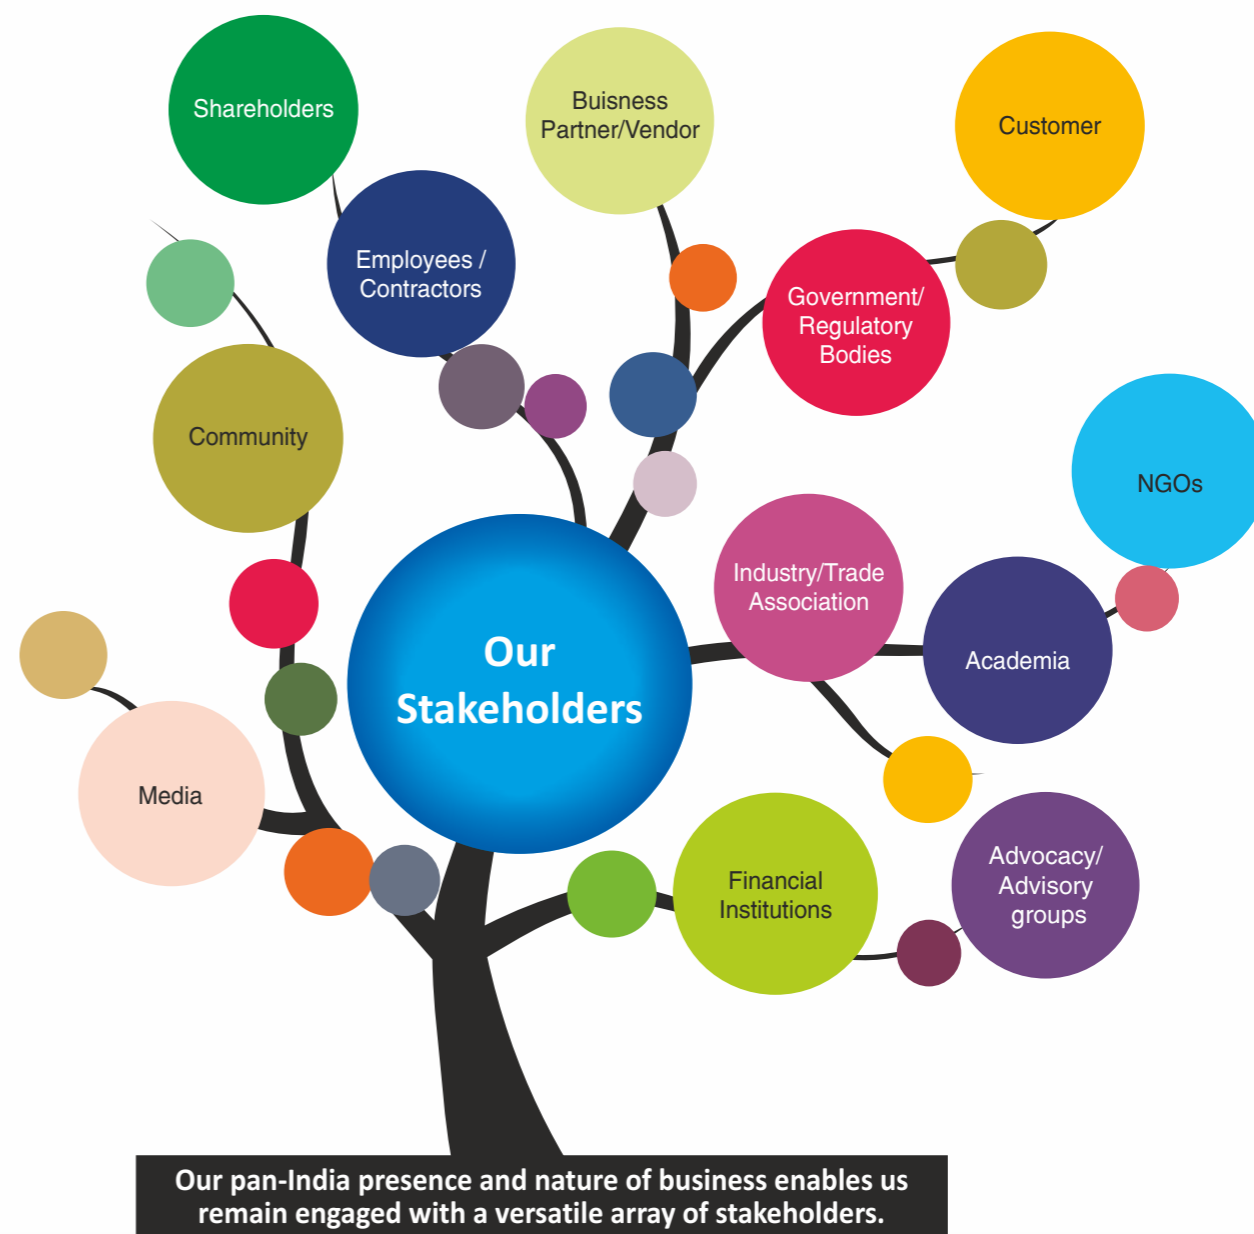 Shareholders
Buisness
Partner/Vendor
Customer
Employees /
Contractors
Government/
Regulatory
Bodies
Community
NGOs
Industry/Trade
Association
Academia
Our
Stakeholders
Media
Financial
Institutions
Advocacy/
Advisory
groups
Our pan-India presence and nature of business enables us
remain engaged with a versatile array of stakeholders.